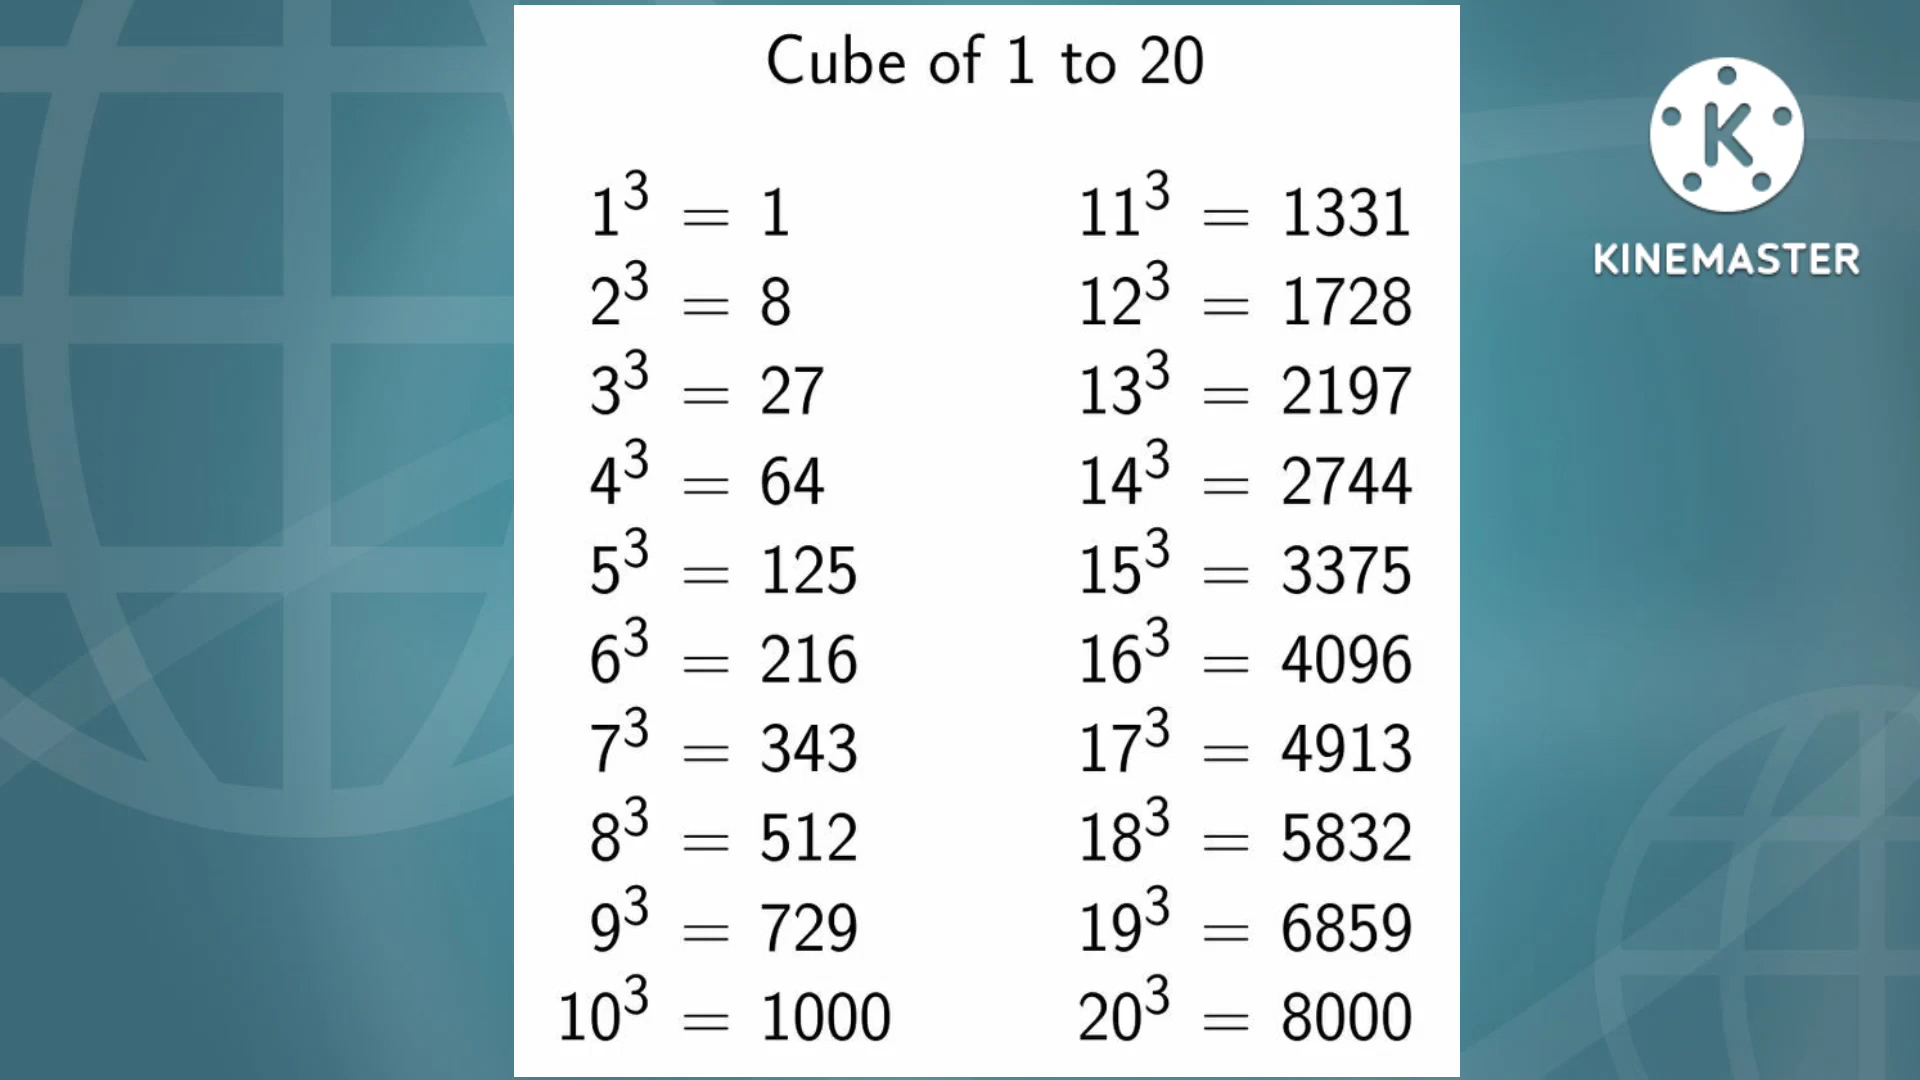 Cube of 1 to 20
1³ = 1
2³ = 8
3³ = 27
4³ = 64
5³ = 125
6³ = 216
7³ = 343
8³ = 512
9³ = 729
10³ = 1000
11³ = 1331
12³ = 1728
13³ = 2197
14³ = 2744
15³ = 3375
16³ = 4096
17³ = 4913
18³ = 5832
19³ = 6859
20³ = 8000
K
KINEMASTER